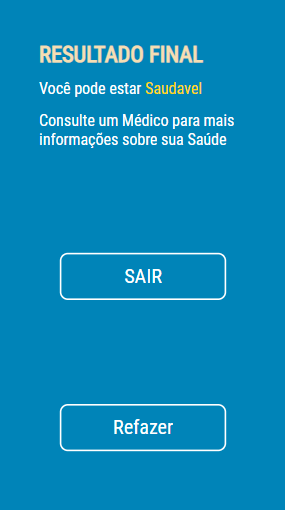 RESULTADO FINAL
Você pode estar Saudavel
Consulte um Médico para mais
informações sobre sua Saúde
SAIR
Refazer